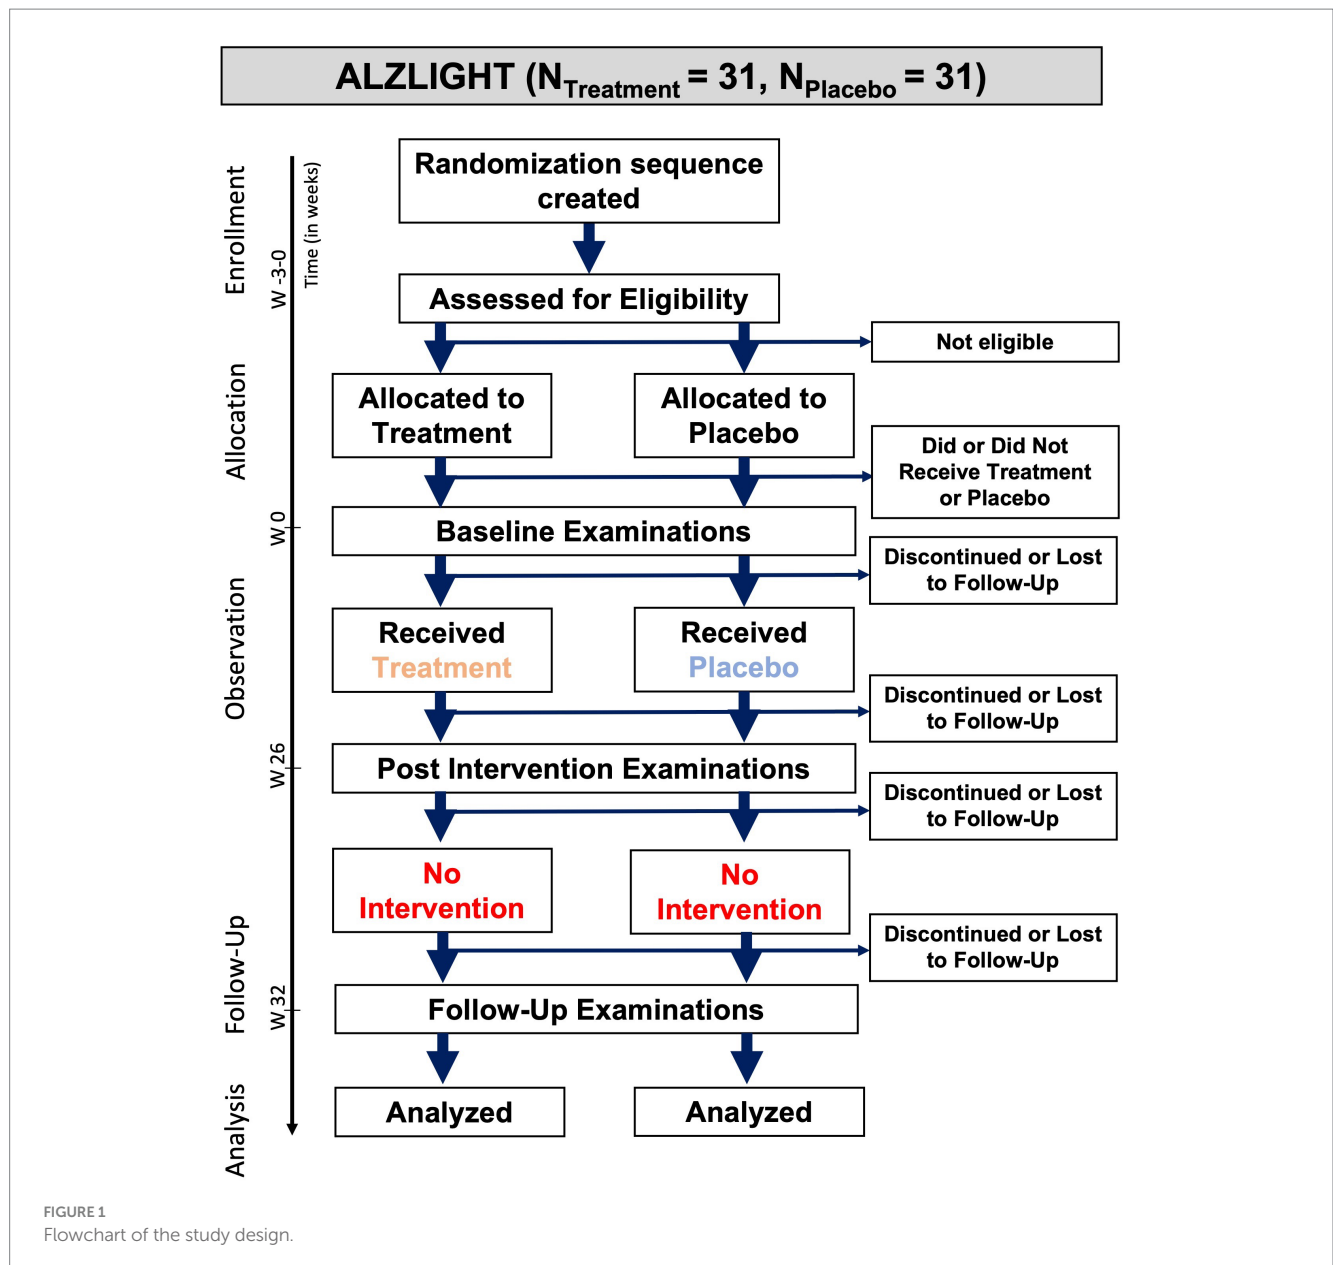 ALZLIGHT (NTreatment = 31, NPlacebo = 31)
Enrollment
Allocation
Observation
Follow-Up
Analysis
W -3-0
W 0
W 26
W 32
Time (in weeks)
Randomization sequence
created
Assessed for Eligibility
Not eligible
Allocated to
Treatment
Allocated to
Placebo
Did or Did Not
Receive Treatment
or Placebo
Baseline Examinations
Discontinued or Lost
to Follow-Up
Received
Treatment
Received
Placebo
Discontinued or Lost
to Follow-Up
Post Intervention Examinations
Discontinued or Lost
to Follow-Up
No
Intervention
No
Intervention
Discontinued or Lost
to Follow-Up
Follow-Up Examinations
Analyzed
Analyzed
FIGURE 1
Flowchart of the study design.